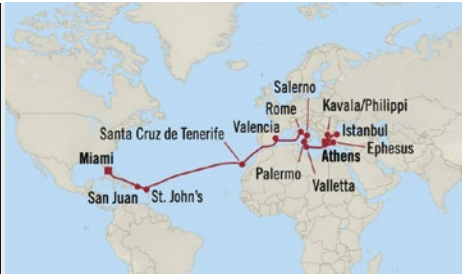 Salerno
Rome
Kavala/Philippi
Santa Cruz de Tenerife
Valencia
Istanbul
Miami
Athens
Ephesus
Palermo
Valletta
San Juan
St. John's